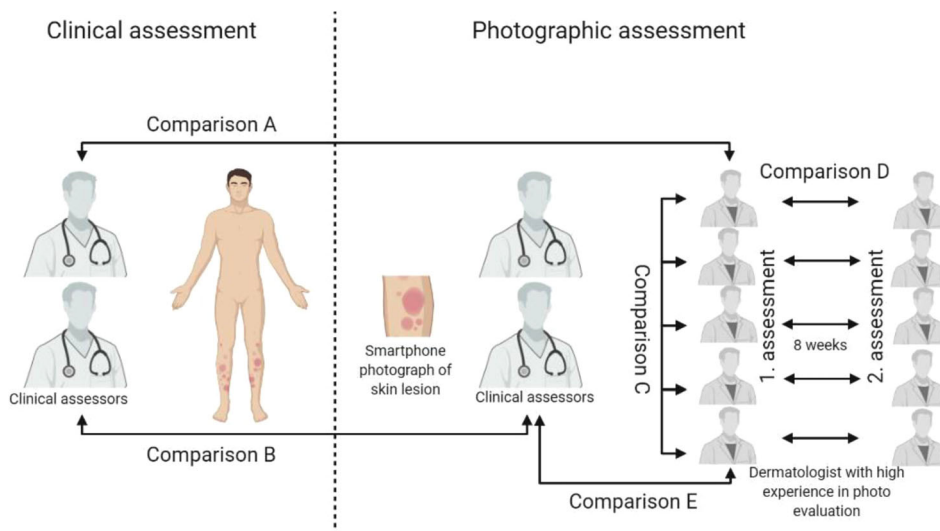 Clinical assessment
Photographic assessment
Comparison A
Comparison D
Comparison C
1. assessment
2. assessment
8 weeks
Smartphone
photograph of
skin lesion
Clinical assessors
Clinical assessors
Comparison B
Comparison E
Dermatologist with high
experience in photo
evaluation